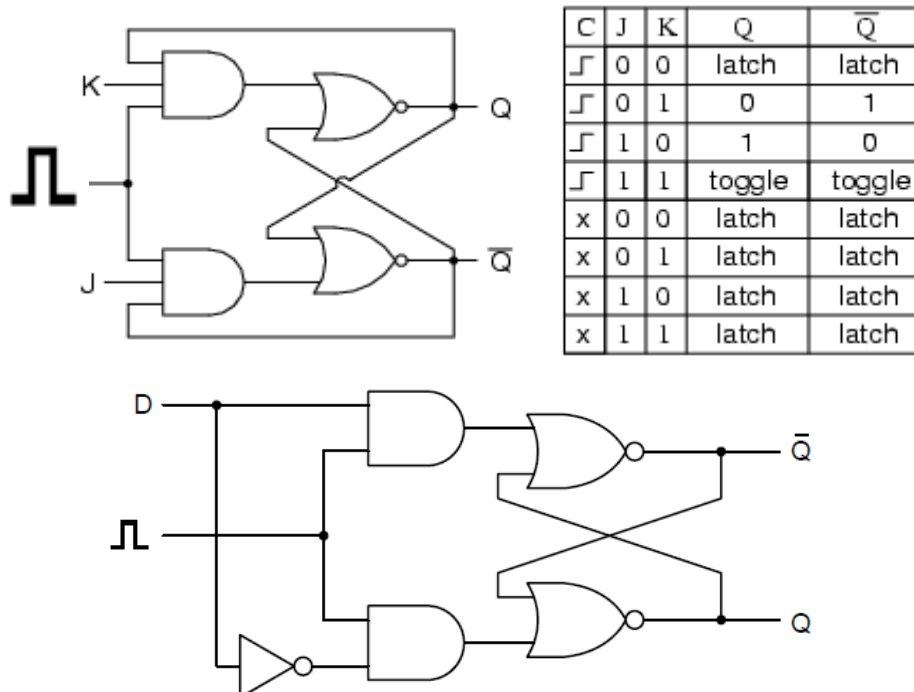 K
Q
J
Q̅
C J K Q Q̅
0 0 latch latch
0 1 0 1
1 0 1 0
1 1 toggle toggle
x 0 0 latch latch
x 0 1 latch latch
x 1 0 latch latch
x 1 1 latch latch
D
Q̅
Q